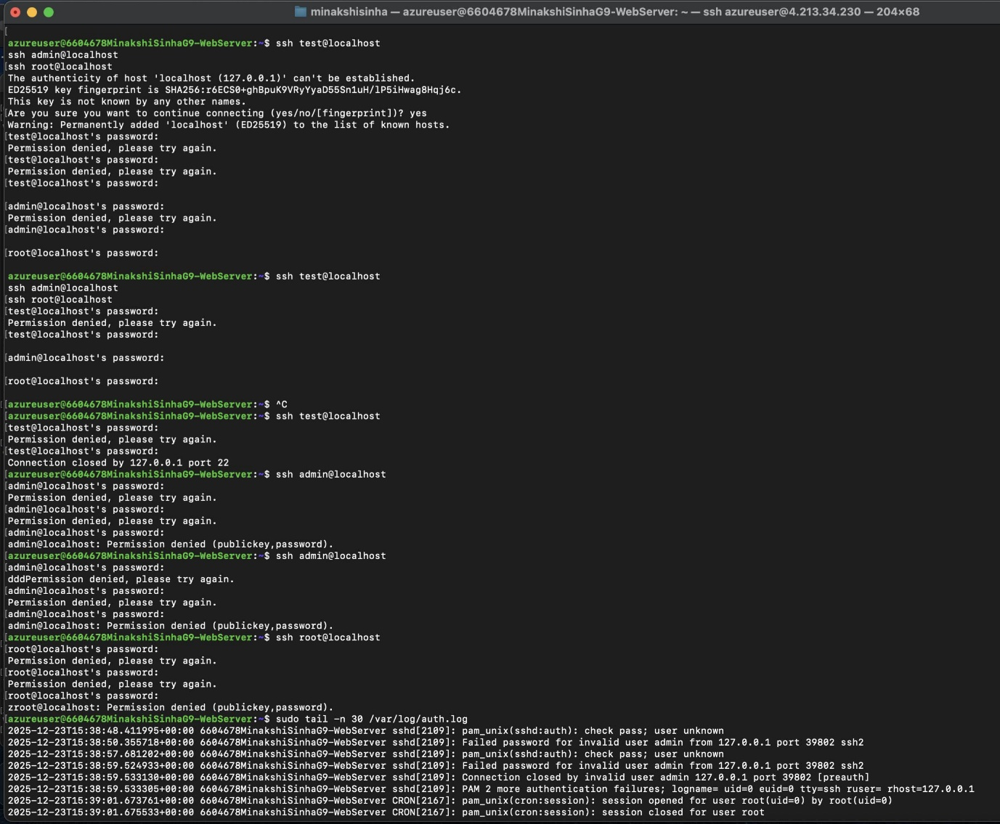 minakshisinha — azureuser@6604678MinakshiSinhaG9-WebServer: ~ — ssh azureuser@4.213.34.230 — 204×68
[
azureuser@6604678MinakshiSinhaG9-WebServer:~$ ssh test@localhost
ssh admin@localhost
[ssh root@localhost
The authenticity of host 'localhost (127.0.0.1)' can't be established.
ED25519 key fingerprint is SHA256:r6ECS0+ghBpuK9VRyYyaD55Sn1uH/lP5iHwag8Hqj6c.
This key is not known by any other names.
[Are you sure you want to continue connecting (yes/no/[fingerprint])? yes
Warning: Permanently added 'localhost' (ED25519) to the list of known hosts.
[test@localhost's password:
Permission denied, please try again.
[test@localhost's password:
Permission denied, please try again.
[test@localhost's password:
[admin@localhost's password:
Permission denied, please try again.
[admin@localhost's password:
[root@localhost's password:
azureuser@6604678MinakshiSinhaG9-WebServer:~$ ssh test@localhost
ssh admin@localhost
[ssh root@localhost
[test@localhost's password:
Permission denied, please try again.
[test@localhost's password:
[admin@localhost's password:
[root@localhost's password:
[azureuser@6604678MinakshiSinhaG9-WebServer:~$ ^C
[azureuser@6604678MinakshiSinhaG9-WebServer:~$ ssh test@localhost
[test@localhost's password:
Permission denied, please try again.
[test@localhost's password:
Connection closed by 127.0.0.1 port 22
[azureuser@6604678MinakshiSinhaG9-WebServer:~$ ssh admin@localhost
[admin@localhost's password:
Permission denied, please try again.
[admin@localhost's password:
Permission denied, please try again.
[admin@localhost's password:
admin@localhost: Permission denied (publickey,password).
[azureuser@6604678MinakshiSinhaG9-WebServer:~$ ssh admin@localhost
[admin@localhost's password:
dddPermission denied, please try again.
[admin@localhost's password:
Permission denied, please try again.
[admin@localhost's password:
admin@localhost: Permission denied (publickey,password).
[azureuser@6604678MinakshiSinhaG9-WebServer:~$ ssh root@localhost
[root@localhost's password:
Permission denied, please try again.
[root@localhost's password:
Permission denied, please try again.
[root@localhost's password:
zroot@localhost: Permission denied (publickey,password).
[azureuser@6604678MinakshiSinhaG9-WebServer:~$ sudo tail -n 30 /var/log/auth.log
2025-12-23T15:38:48.411995+00:00 6604678MinakshiSinhaG9-WebServer sshd[2109]: pam_unix(sshd:auth): check pass; user unknown
2025-12-23T15:38:50.355718+00:00 6604678MinakshiSinhaG9-WebServer sshd[2109]: Failed password for invalid user admin from 127.0.0.1 port 39802 ssh2
2025-12-23T15:38:57.681202+00:00 6604678MinakshiSinhaG9-WebServer sshd[2109]: pam_unix(sshd:auth): check pass; user unknown
2025-12-23T15:38:59.524933+00:00 6604678MinakshiSinhaG9-WebServer sshd[2109]: Failed password for invalid user admin from 127.0.0.1 port 39802 ssh2
2025-12-23T15:38:59.533130+00:00 6604678MinakshiSinhaG9-WebServer sshd[2109]: Connection closed by invalid user admin 127.0.0.1 port 39802 [preauth]
2025-12-23T15:38:59.533305+00:00 6604678MinakshiSinhaG9-WebServer sshd[2109]: PAM 2 more authentication failures; logname= uid=0 euid=0 tty=ssh ruser= rhost=127.0.0.1
2025-12-23T15:39:01.673761+00:00 6604678MinakshiSinhaG9-WebServer CRON[2167]: pam_unix(cron:session): session opened for user root(uid=0) by root(uid=0)
2025-12-23T15:39:01.675533+00:00 6604678MinakshiSinhaG9-WebServer CRON[2167]: pam_unix(cron:session): session closed for user root